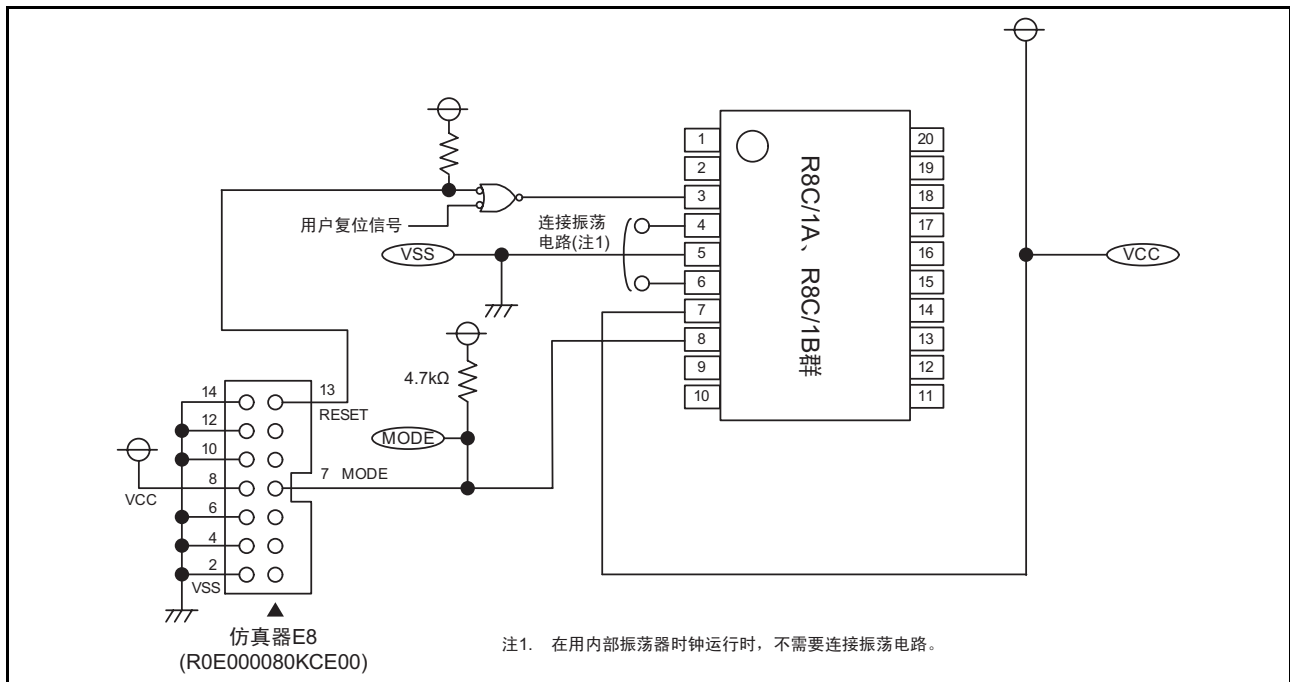 1
2
3
4
5
6
7
8
9
10
20
19
18
17
16
15
14
13
12
11
R8C/1A、R8C/1B群
用户复位信号
连接振荡
电路(注1)
VSS
VCC
4.7kΩ
MODE
14
12
10
8
6
4
2
13
RESET
7 MODE
VCC
VSS
仿真器E8
(R0E000080KCE00)
注1. 在用内部振荡器时钟运行时，不需要连接振荡电路。